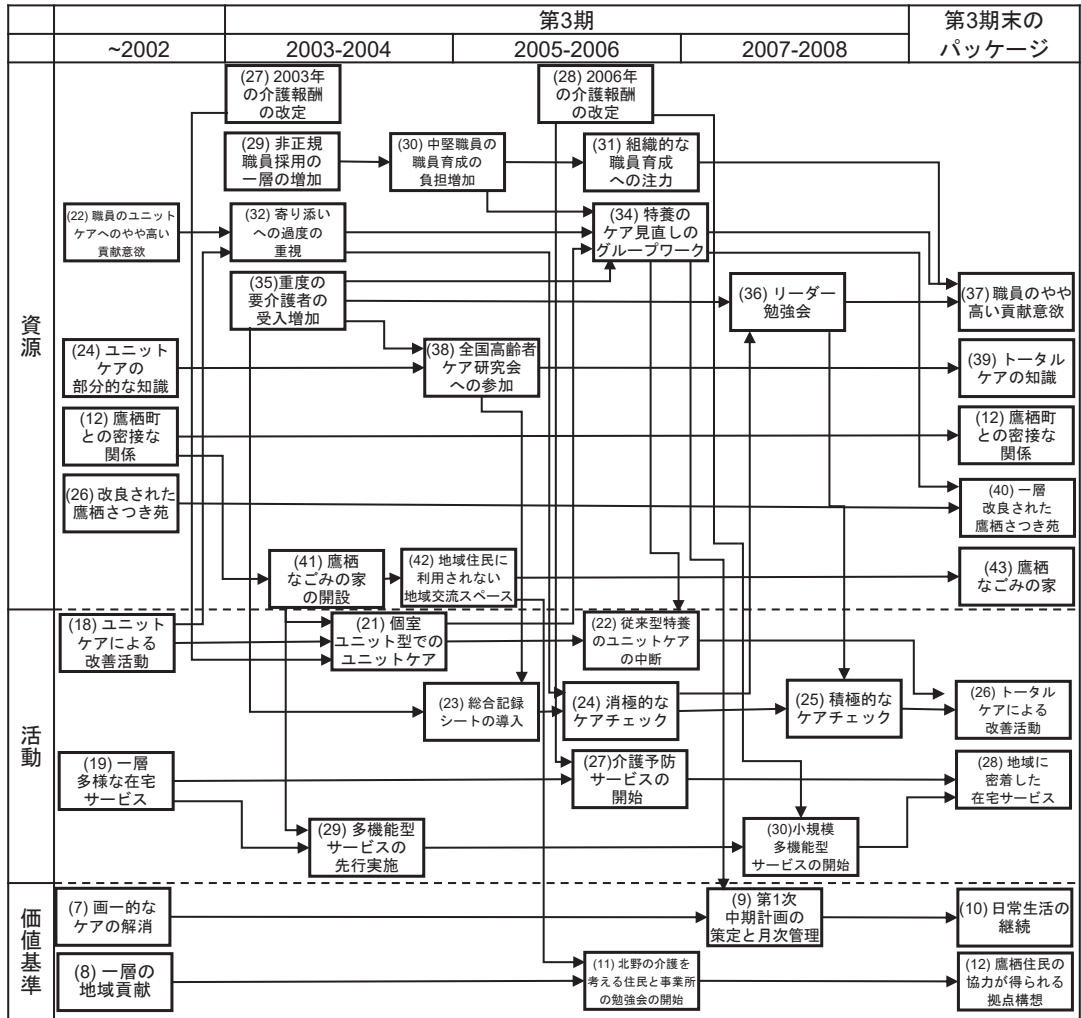 第3期
第3期末の
パッケージ
~2002
2003-2004
2005-2006
2007-2008
資源
(27) 2003年
の介護報酬
の改定
(28) 2006年
の介護報酬
の改定
(29) 非正規
職員採用の
一層の増加
(30) 中堅職員の
職員育成の
負担増加
(31) 組織的な
職員育成
への注力
(22) 職員のユニット
ケアへのやや高い
貢献意欲
(32) 寄り添い
への過度の
重視
(34) 特養の
ケア見直しの
グループワーク
(35)重度の
要介護者の
受入増加
(36) リーダー
勉強会
(37) 職員のやや
高い貢献意欲
(24) ユニット
ケアの
部分的な知識
(38) 全国高齢者
ケア研究会
への参加
(39) トータル
ケアの知識
(12) 鷹栖町
との密接な
関係
(12) 鷹栖町
との密接な
関係
(26) 改良された
鷹栖さつき苑
(40) 一層
改良された
鷹栖さつき苑
(41) 鷹栖
なごみの家
の開設
(42) 地域住民に
利用されない
地域交流スペース
(43) 鷹栖
なごみの家
活動
(18) ユニット
ケアによる
改善活動
(21) 個室
ユニット型での
ユニットケア
(22) 従来型特養
のユニットケア
の中断
(23) 総合記録
シートの導入
(24) 消極的な
ケアチェック
(25) 積極的な
ケアチェック
(26) トータル
ケアによる
改善活動
(19) 一層
多様な在宅
サービス
(27)介護予防
サービスの
開始
(28) 地域に
密着した
在宅サービス
(29) 多機能型
サービスの
先行実施
(30)小規模
多機能型
サービスの開始
価値基準
(7) 画一的な
ケアの解消
(9) 第1次
中期計画の
策定と月次管理
(10) 日常生活の
継続
(8) 一層の
地域貢献
(11) 北野の介護を
考える住民と事業所
の勉強会の開始
(12) 鷹栖住民の
協力が得られる
拠点構想